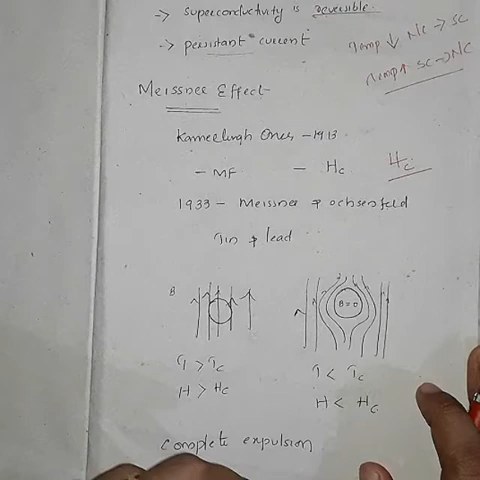 -> superconductivity is reversible.
-> persistant current
Temp ↓ NC -> SC
Temp ↑ SC -> NC
Meissner Effect-
Kamerlingh Ones - 1913
- MF - Hc
Hc
1933 - Meissner & ochsenfeld
Tin & lead
B
B = 0
T > Tc
H > Hc
T < Tc
H < Hc
Complete expulsion